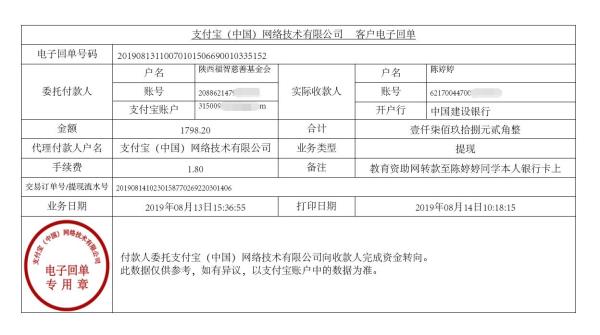 支付宝（中国）网络技术有限公司 客户电子回单
电子回单号码 20190813110070101506690010335152
委托付款人 户名 陕西福智慈善基金会 实际收款人 户名 陈婷婷
账号 2088621479 账号 62170044700
支付宝账户 315009 m 开户行 中国建设银行
金额 1798.20 合计 壹仟柒佰玖拾捌元贰角整
代理付款人户名 支付宝（中国）网络技术有限公司 业务类型 提现
手续费 1.80 备注 教育资助网转款至陈婷婷同学本人银行卡上
交易订单号/提现流水号 20190814102301587702692203 01406
业务日期 2019年08月13日15:36:55 打印日期 2019年08月14日10:18:15
支付宝（中国）网络技术有限公司
电子回单
专用章
付款人委托支付宝（中国）网络技术有限公司向收款人完成资金转向。
此数据仅供参考，如有异议，以支付宝账户中的数据为准。